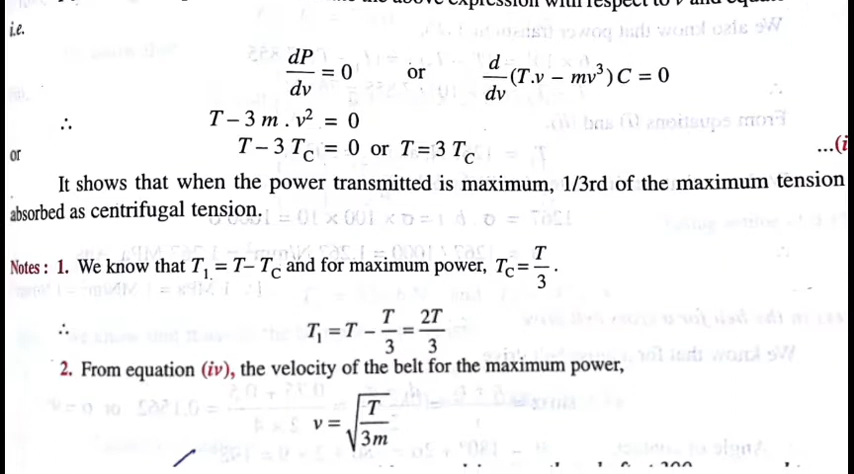 i.e.
dP/dv = 0 or d/dv (T.v – mv³) C = 0
∴ T – 3 m . v² = 0
or T – 3 T_C = 0 or T = 3 T_C ...(i
It shows that when the power transmitted is maximum, 1/3rd of the maximum tension
absorbed as centrifugal tension.
Notes : 1. We know that T₁ = T – T_C and for maximum power, T_C = T/3 .
∴ T₁ = T – T/3 = 2T/3
2. From equation (iv), the velocity of the belt for the maximum power,
v = √(T/3m)